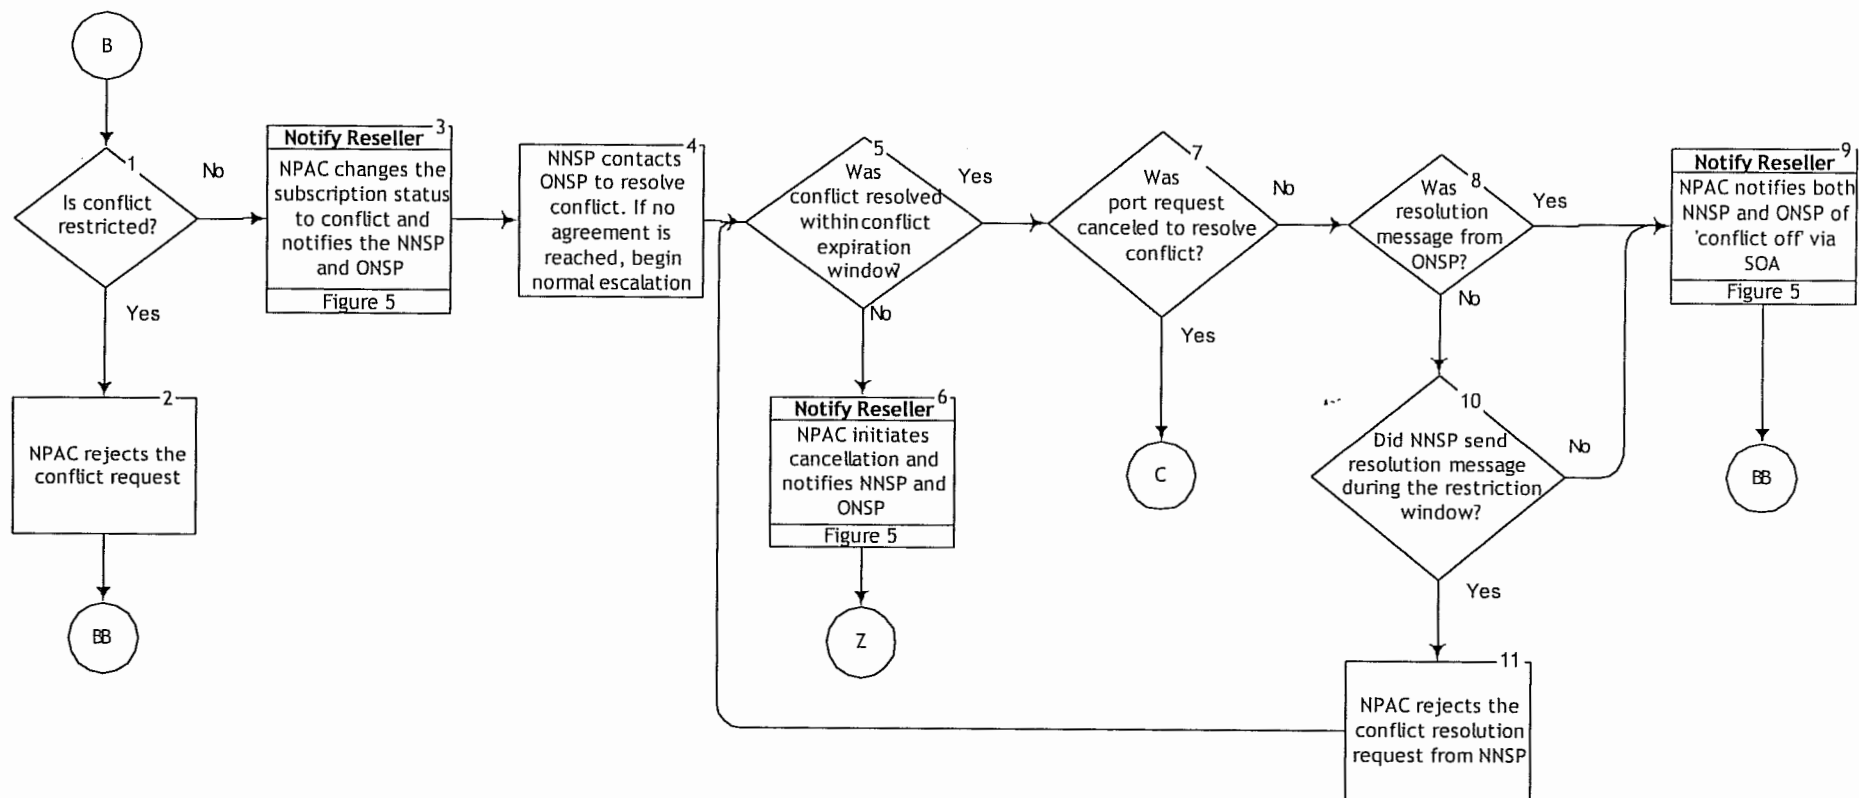 B
1
Is conflict
restricted?
No
Yes
2
NPAC rejects the
conflict request
BB
3
Notify Reseller
NPAC changes the
subscription status
to conflict and
notifies the NNSP
and ONSP
Figure 5
4
NNSP contacts
ONSP to resolve
conflict. If no
agreement is
reached, begin
normal escalation
5
Was
conflict resolved
within conflict
expiration
window?
Yes
No
6
Notify Reseller
NPAC initiates
cancellation and
notifies NNSP and
ONSP
Figure 5
Z
7
Was
port request
canceled to resolve
conflict?
No
Yes
C
8
Was
resolution
message from
ONSP?
Yes
No
9
Notify Reseller
NPAC notifies both
NNSP and ONSP of
'conflict off' via
SOA
Figure 5
BB
10
Did NNSP send
resolution message
during the restriction
window?
No
Yes
11
NPAC rejects the
conflict resolution
request from NNSP